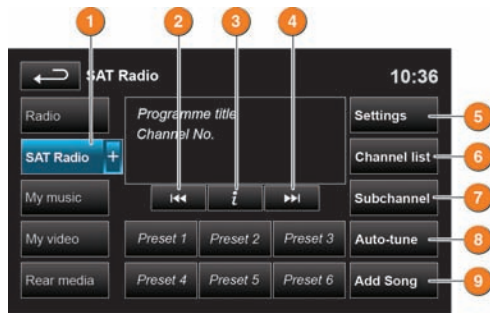 1 2 3 4
SAT Radio 10:36
Radio
Programme title
Channel No.
Settings 5
SAT Radio +
Channel list 6
My music
i
Subchannel 7
My video
Preset 1 Preset 2 Preset 3
Auto-tune 8
Rear media
Preset 4 Preset 5 Preset 6
Add Song 9